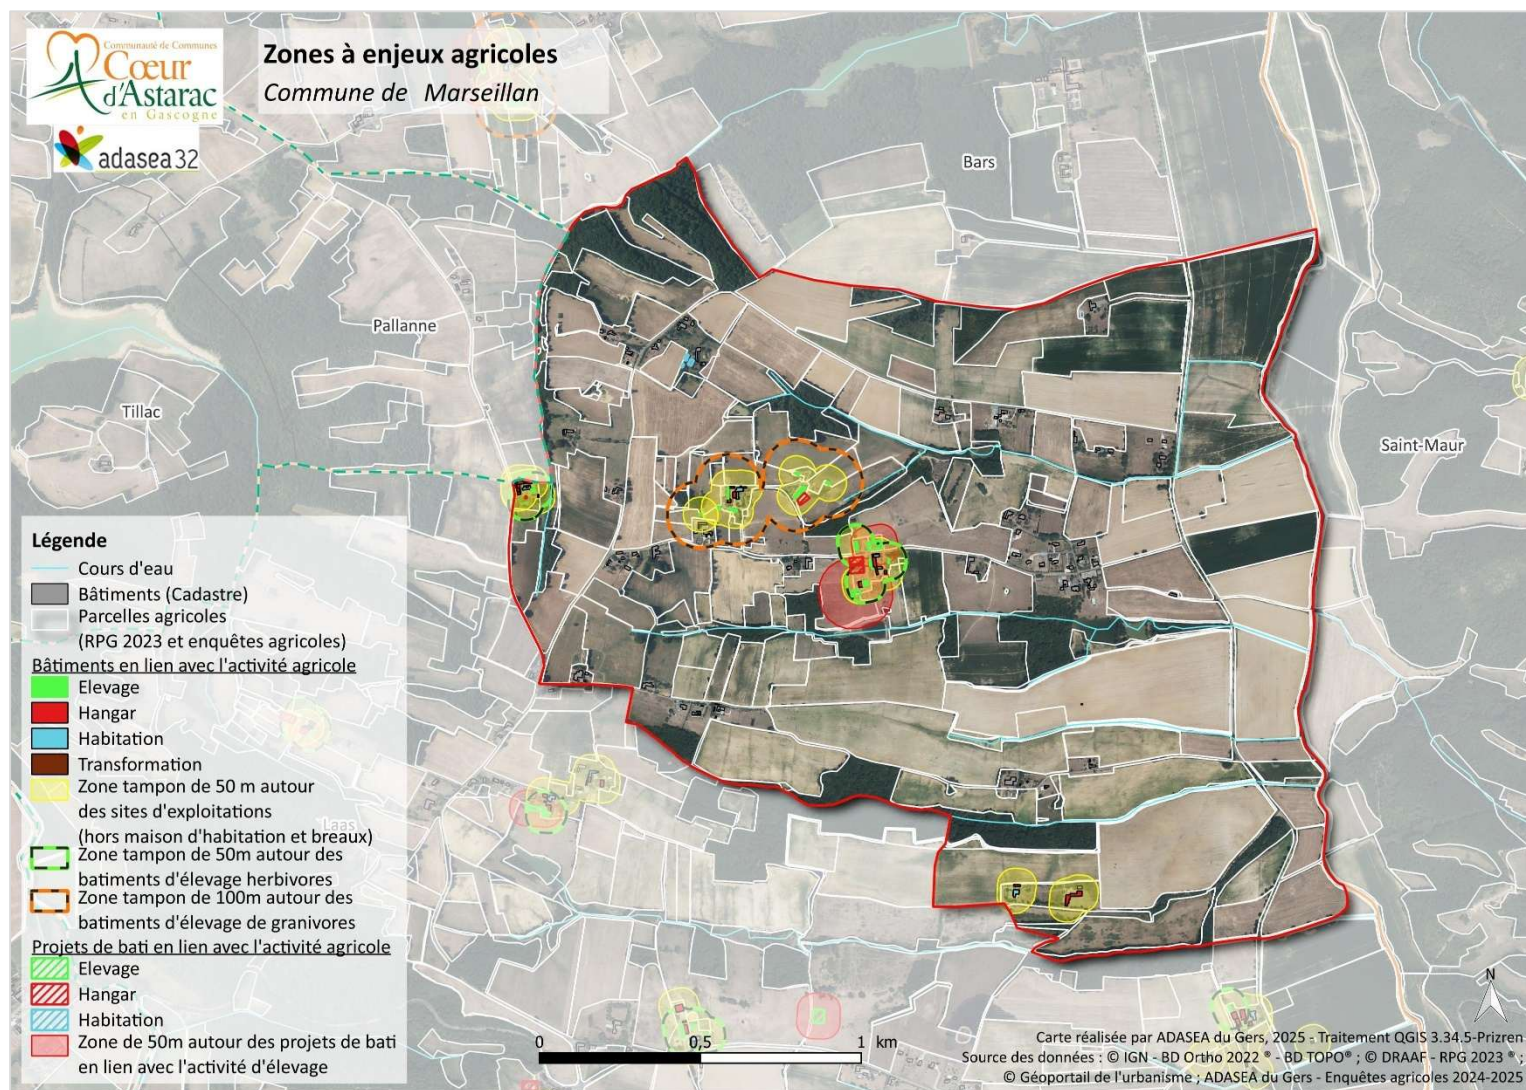 Communauté de Communes
Cœur
d'Astarac
en Gascogne
adasea32
Zones à enjeux agricoles
Commune de Marseillan
Bars
Pallanne
Tillac
Saint-Maur
Laas
Légende
Cours d'eau
Bâtiments (Cadastre)
Parcelles agricoles
(RPG 2023 et enquêtes agricoles)
Bâtiments en lien avec l'activité agricole
Elevage
Hangar
Habitation
Transformation
Zone tampon de 50 m autour
des sites d'exploitations
(hors maison d'habitation et breaux)
Zone tampon de 50m autour des
batiments d'élevage herbivores
Zone tampon de 100m autour des
batiments d'élevage de granivores
Projets de bati en lien avec l'activité agricole
Elevage
Hangar
Habitation
Zone de 50m autour des projets de bati
en lien avec l'activité d'élevage
0 0,5 1 km
N
Carte réalisée par ADASEA du Gers, 2025 - Traitement QGIS 3.34.5-Prizren
Source des données : © IGN - BD Ortho 2022 ® - BD TOPO® ; © DRAAF - RPG 2023 ® ;
© Géoportail de l'urbanisme ; ADASEA du Gers - Enquêtes agricoles 2024-2025